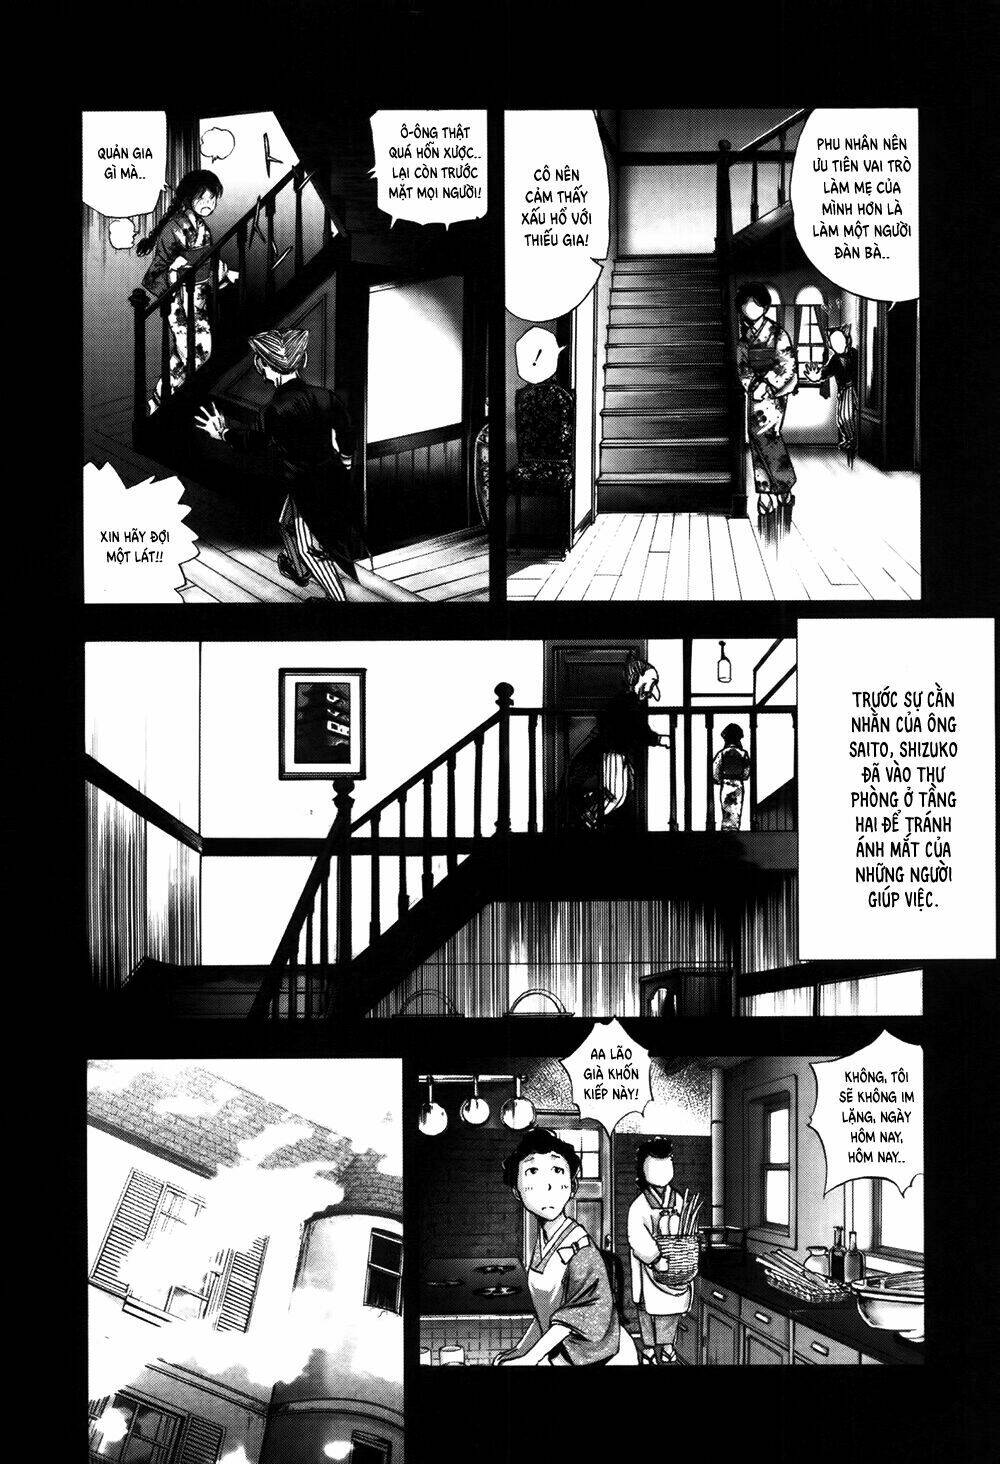 PHU NHÂN NÊN
ƯU TIÊN VAI TRÒ
LÀM MẸ CỦA
MÌNH HƠN LÀ
LÀM MỘT NGƯỜI
ĐÀN BÀ..
CÔ NÊN
CẢM THẤY
XẤU HỔ VỚI
THIẾU GIA!
!
Ô-ÔNG THẬT
QUÁ HỖN XƯỢC..
LẠI CÒN TRƯỚC
MẶT MỌI NGƯỜI!
QUẢN GIA
GÌ MÀ..
XIN HÃY ĐỢI
MỘT LÁT!!
TRƯỚC SỰ CẰN
NHẰN CỦA ÔNG
SAITO, SHIZUKO
ĐÃ VÀO THƯ
PHÒNG Ở TẦNG
HAI ĐỂ TRÁNH
ÁNH MẮT CỦA
NHỮNG NGƯỜI
GIÚP VIỆC.
KHÔNG, TÔI
SẼ KHÔNG IM
LẶNG, NGÀY
HÔM NAY,
HÔM NAY..
AA LÃO
GIÀ KHỐN
KIẾP NÀY!